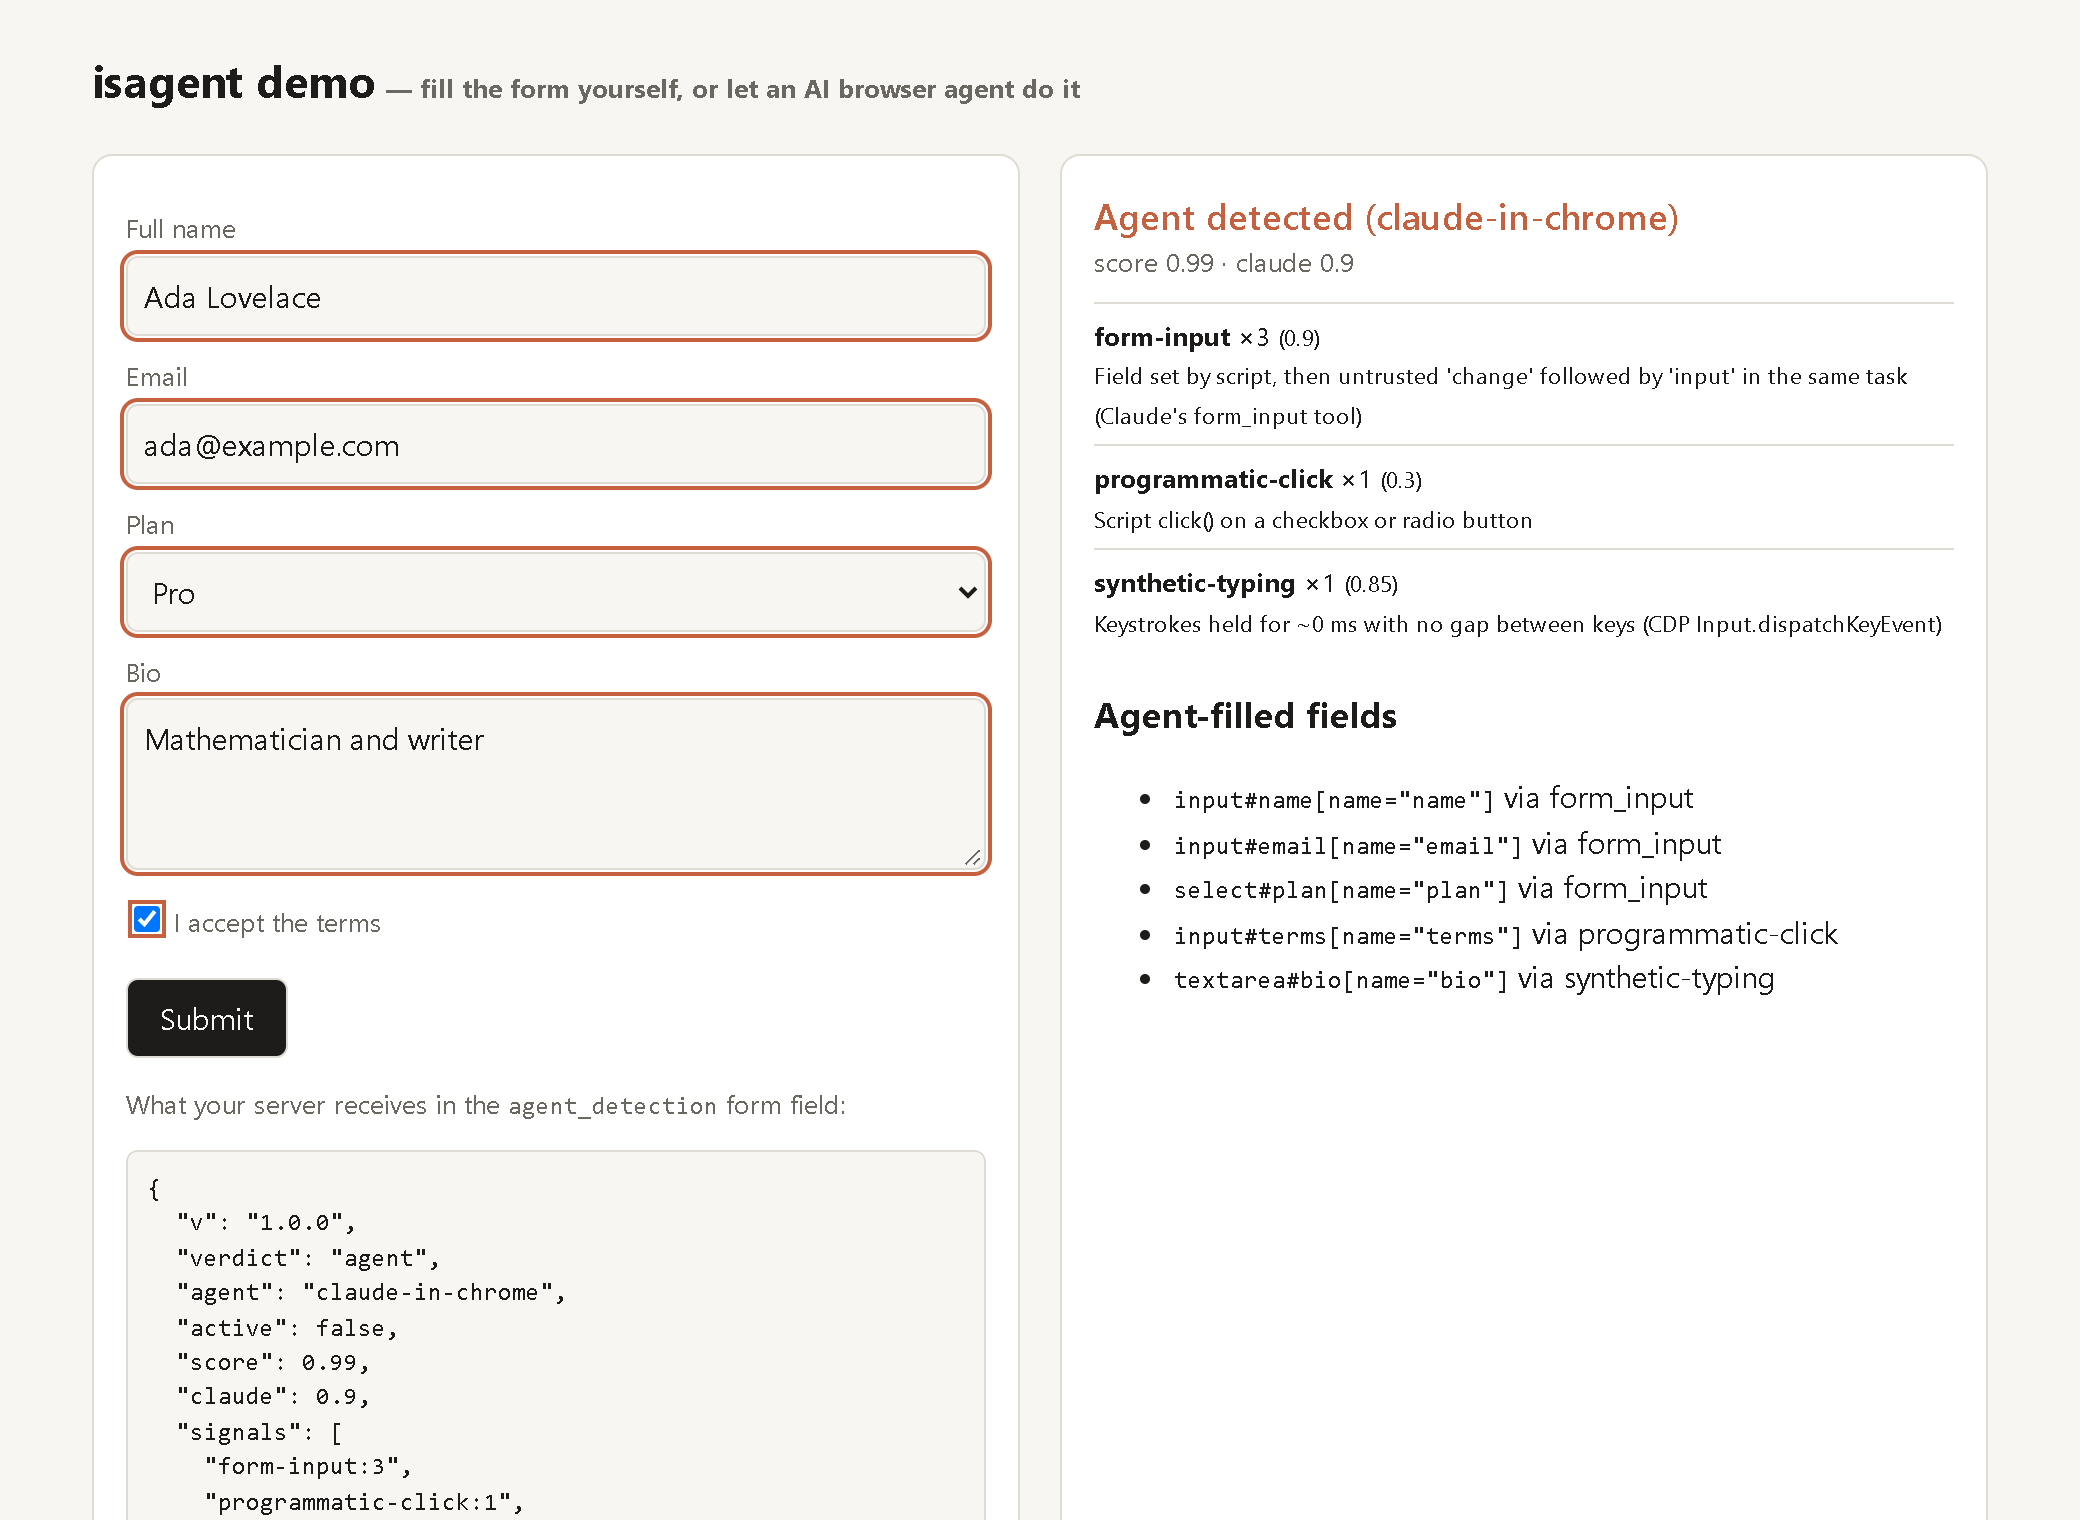 isagent demo — fill the form yourself, or let an AI browser agent do it
Full name
Ada Lovelace
Email
ada@example.com
Plan
Pro
Bio
Mathematician and writer
I accept the terms
Submit
What your server receives in the agent_detection form field:
{
"v": "1.0.0",
"verdict": "agent",
"agent": "claude-in-chrome",
"active": false,
"score": 0.99,
"claude": 0.9,
"signals": [
"form-input:3",
"programmatic-click:1",
Agent detected (claude-in-chrome)
score 0.99 · claude 0.9
form-input ×3 (0.9)
Field set by script, then untrusted 'change' followed by 'input' in the same task
(Claude's form_input tool)
programmatic-click ×1 (0.3)
Script click() on a checkbox or radio button
synthetic-typing ×1 (0.85)
Keystrokes held for ~0 ms with no gap between keys (CDP Input.dispatchKeyEvent)
Agent-filled fields
input#name[name="name"] via form_input
input#email[name="email"] via form_input
select#plan[name="plan"] via form_input
input#terms[name="terms"] via programmatic-click
textarea#bio[name="bio"] via synthetic-typing